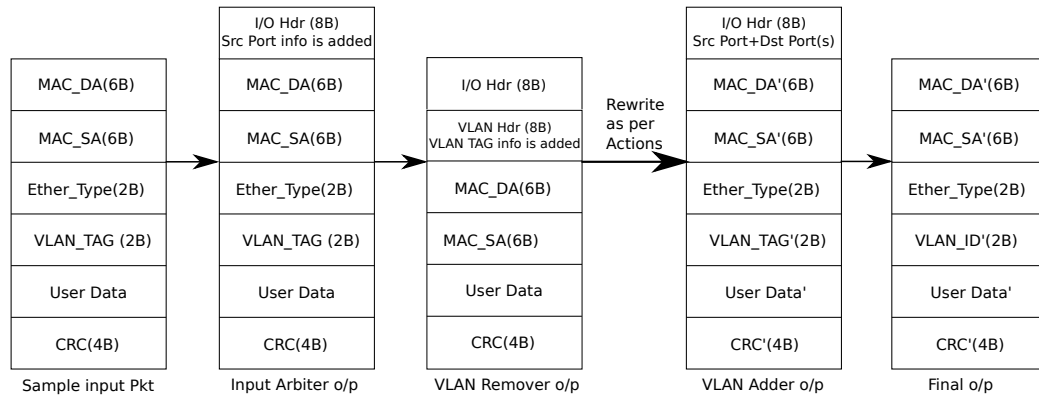 MAC_DA(6B)
MAC_SA(6B)
Ether_Type(2B)
VLAN_TAG (2B)
User Data
CRC(4B)
Sample input Pkt
I/O Hdr (8B)
Src Port info is added
MAC_DA(6B)
MAC_SA(6B)
Ether_Type(2B)
VLAN_TAG (2B)
User Data
CRC(4B)
Input Arbiter o/p
I/O Hdr (8B)
VLAN Hdr (8B)
VLAN TAG info is added
MAC_DA(6B)
MAC_SA(6B)
User Data
CRC(4B)
VLAN Remover o/p
Rewrite
as per
Actions
I/O Hdr (8B)
Src Port+Dst Port(s)
MAC_DA'(6B)
MAC_SA'(6B)
Ether_Type(2B)
VLAN_TAG'(2B)
User Data'
CRC'(4B)
VLAN Adder o/p
MAC_DA'(6B)
MAC_SA'(6B)
Ether_Type(2B)
VLAN_ID'(2B)
User Data'
CRC'(4B)
Final o/p